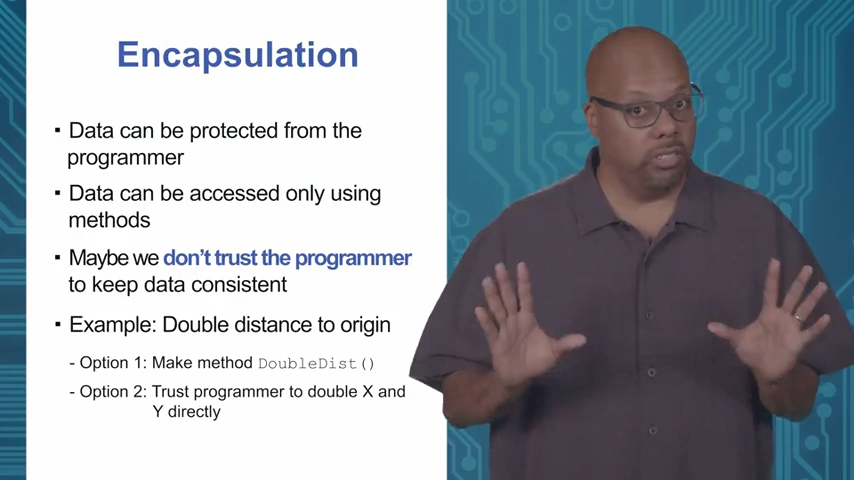 Encapsulation
▪ Data can be protected from the
programmer
▪ Data can be accessed only using
methods
▪ Maybe we don't trust the programmer
to keep data consistent
▪ Example: Double distance to origin
- Option 1: Make method DoubleDist()
- Option 2: Trust programmer to double X and
Y directly